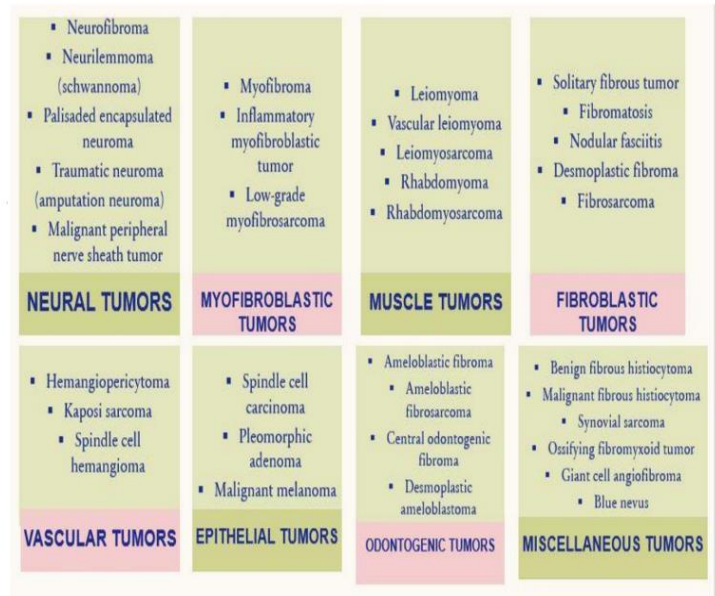 ▪ Neurofibroma
▪ Neurilemmoma
(schwannoma)
▪ Palisaded encapsulated
neuroma
▪ Traumatic neuroma
(amputation neuroma)
▪ Malignant peripheral
nerve sheath tumor
NEURAL TUMORS
▪ Myofibroma
▪ Inflammatory
myofibroblastic
tumor
▪ Low-grade
myofibrosarcoma
MYOFIBROBLASTIC
TUMORS
▪ Leiomyoma
▪ Vascular leiomyoma
▪ Leiomyosarcoma
▪ Rhabdomyoma
▪ Rhabdomyosarcoma
MUSCLE TUMORS
▪ Solitary fibrous tumor
▪ Fibromatosis
▪ Nodular fasciitis
▪ Desmoplastic fibroma
▪ Fibrosarcoma
FIBROBLASTIC
TUMORS
▪ Hemangiopericytoma
▪ Kaposi sarcoma
▪ Spindle cell
hemangioma
VASCULAR TUMORS
▪ Spindle cell
carcinoma
▪ Pleomorphic
adenoma
▪ Malignant melanoma
EPITHELIAL TUMORS
▪ Ameloblastic fibroma
▪ Ameloblastic
fibrosarcoma
▪ Central odontogenic
fibroma
▪ Desmoplastic
ameloblastoma
ODONTOGENIC TUMORS
▪ Benign fibrous histiocytoma
▪ Malignant fibrous histiocytoma
▪ Synovial sarcoma
▪ Ossifying fibromyxoid tumor
▪ Giant cell angiofibroma
▪ Blue nevus
MISCELLANEOUS TUMORS